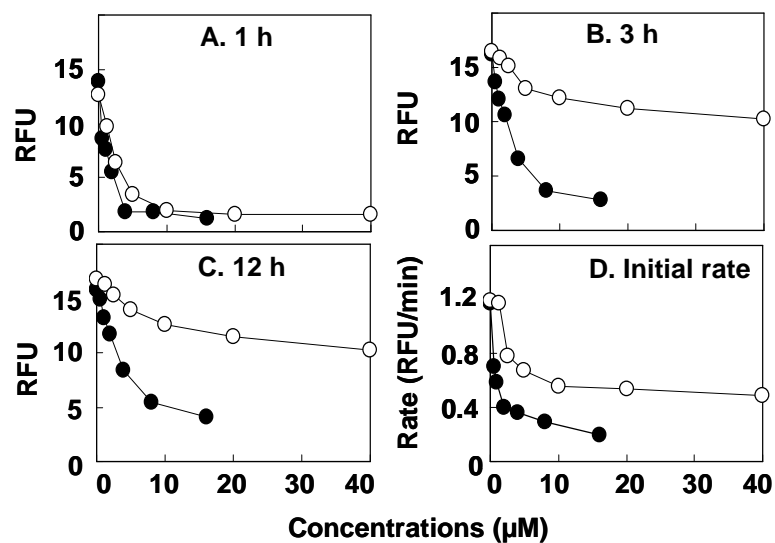 A. 1 h
B. 3 h
RFU
15
10
5
0
RFU
15
10
5
0
C. 12 h
D. Initial rate
RFU
15
10
5
0
Rate (RFU/min)
1.2
0.8
0.4
0
0 10 20 30 40
0 10 20 30 40
Concentrations (µM)